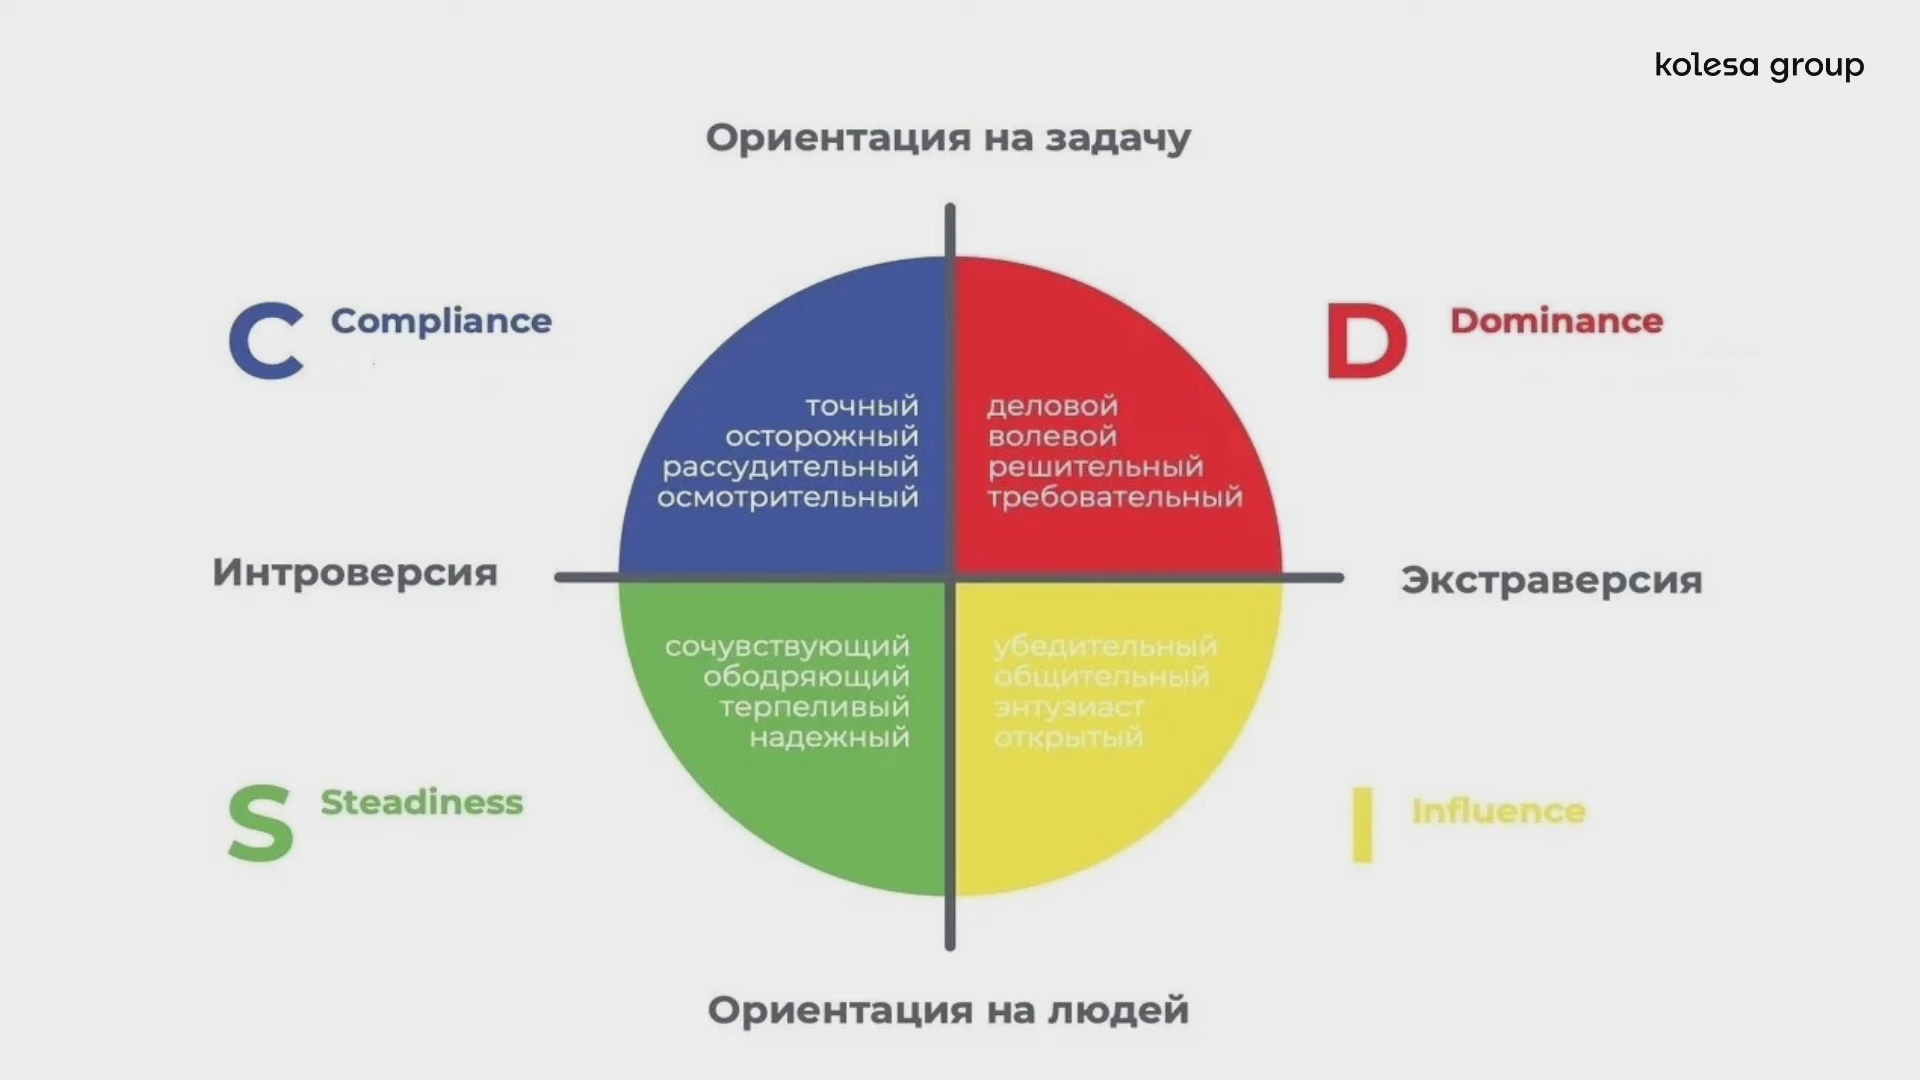 kolesa group
Ориентация на задачу
C Compliance
D Dominance
точный
осторожный
рассудительный
осмотрительный
деловой
волевой
решительный
требовательный
Интроверсия
Экстраверсия
сочувствующий
ободряющий
терпеливый
надежный
убедительный
общительный
энтузиаст
открытый
S Steadiness
I Influence
Ориентация на людей